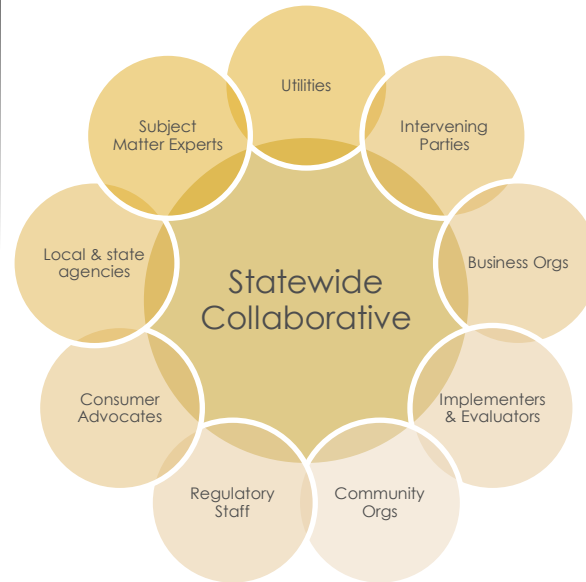 Utilities
Subject
Matter Experts
Intervening
Parties
Local & state
agencies
Business Orgs
Statewide
Collaborative
Consumer
Advocates
Implementers
& Evaluators
Regulatory
Staff
Community
Orgs